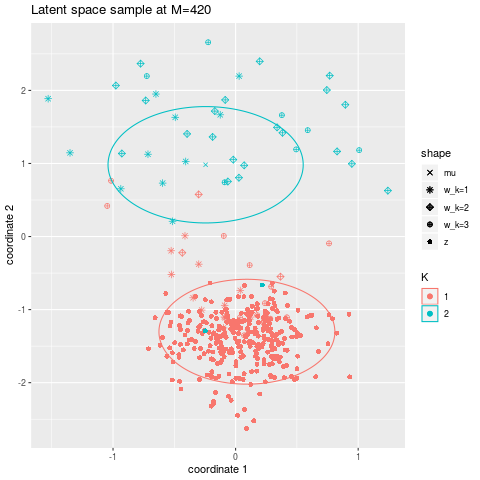 Latent space sample at M=420
coordinate 2
2
1
0
-1
-2
-1
0
1
coordinate 1
shape
mu
w_k=1
w_k=2
w_k=3
z
K
1
2